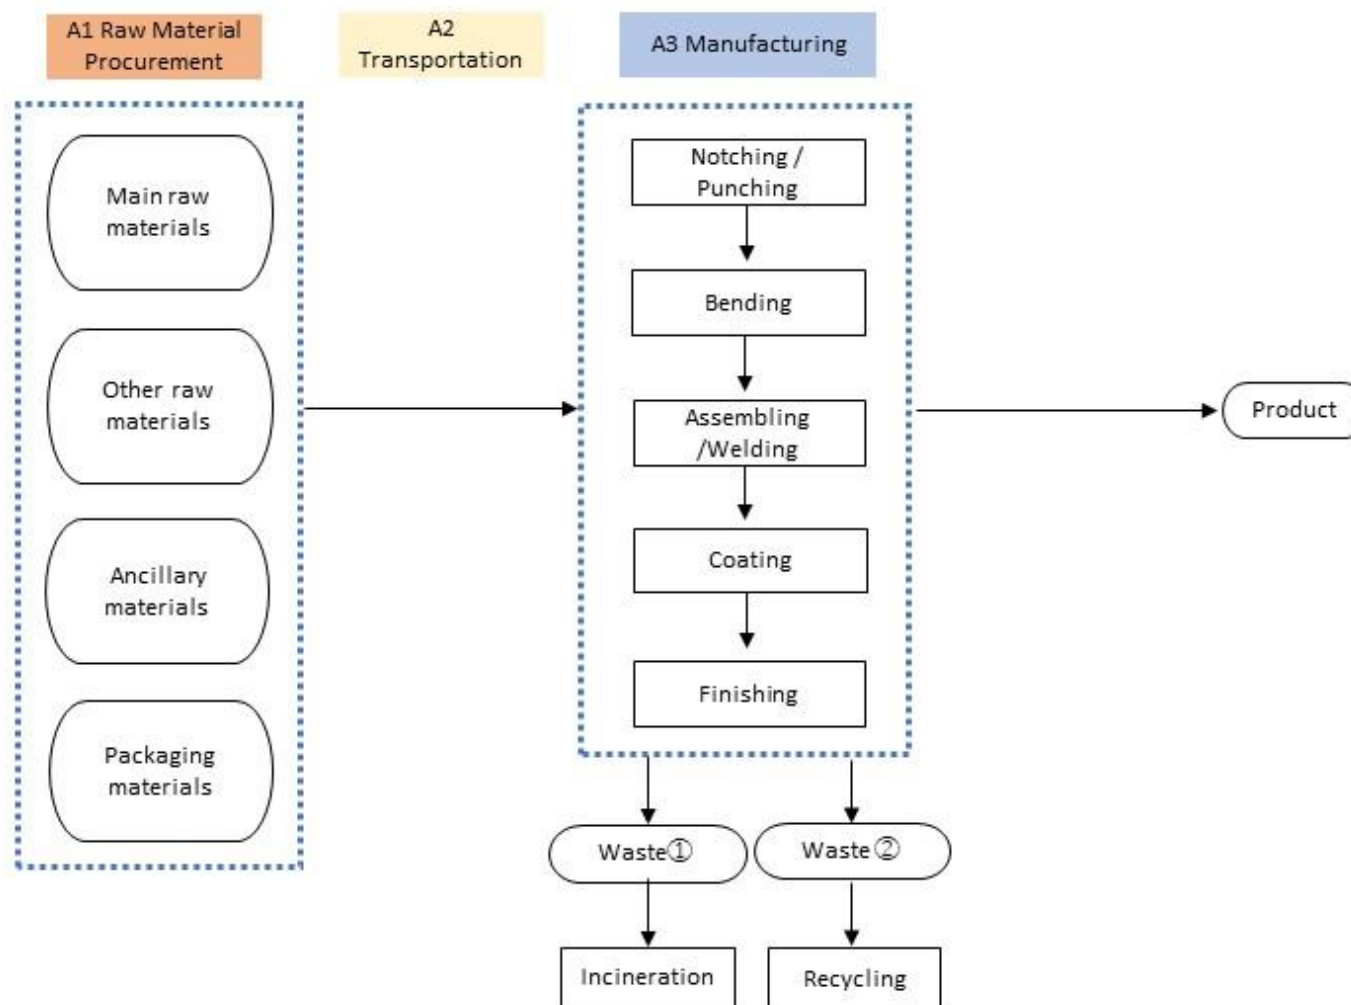 A1 Raw Material
Procurement
A2
Transportation
A3 Manufacturing
Main raw
materials
Other raw
materials
Ancillary
materials
Packaging
materials
Notching /
Punching
Bending
Assembling
/Welding
Coating
Finishing
Product
Waste①
Waste②
Incineration
Recycling